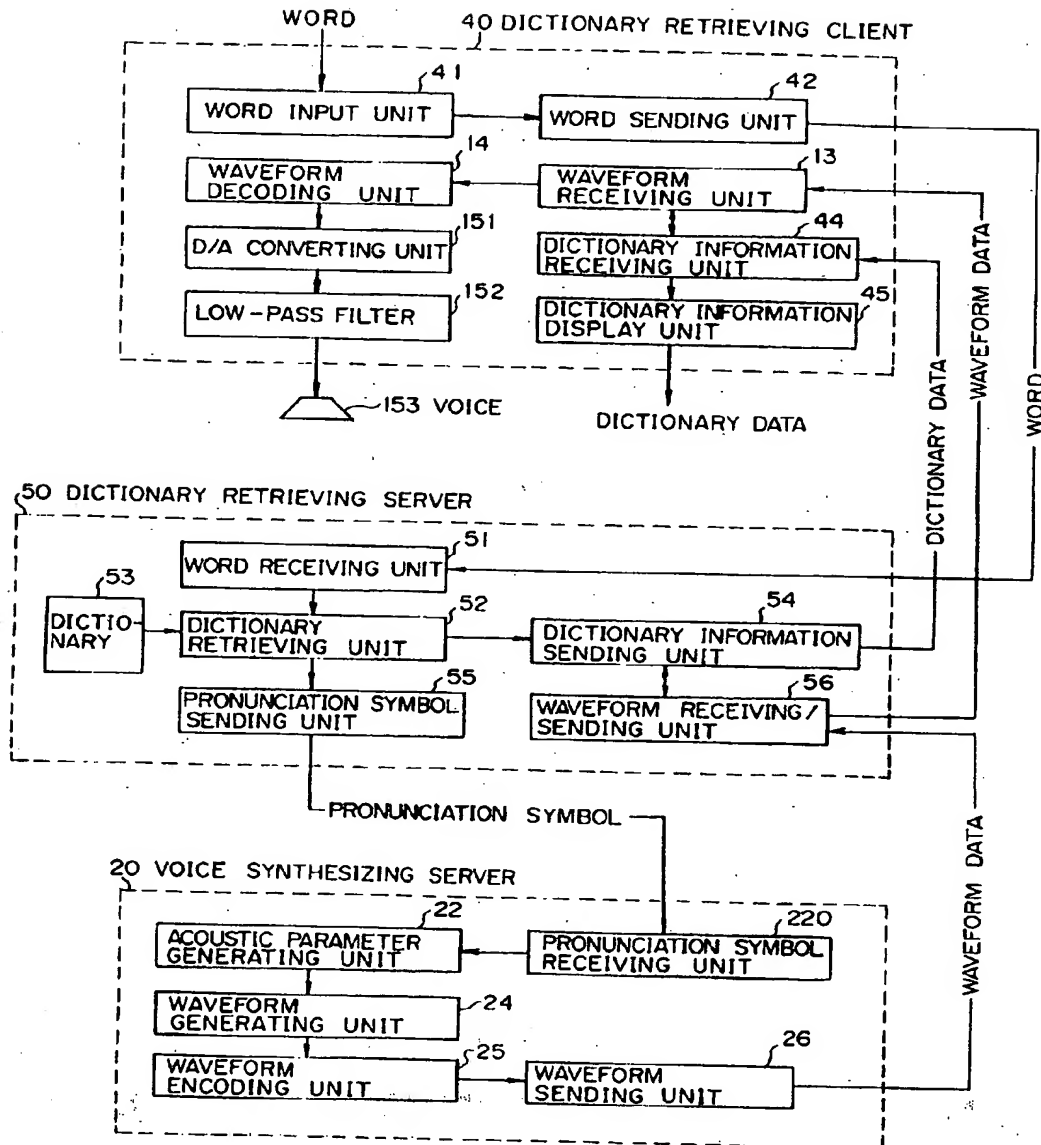 WORD
40 DICTIONARY RETRIEVING CLIENT
41
WORD INPUT UNIT
42
WORD SENDING UNIT
14
WAVEFORM
DECODING UNIT
13
WAVEFORM
RECEIVING UNIT
151
D/A CONVERTING UNIT
44
DICTIONARY INFORMATION
RECEIVING UNIT
152
LOW-PASS FILTER
45
DICTIONARY INFORMATION
DISPLAY UNIT
153 VOICE
DICTIONARY DATA
DICTIONARY DATA
WAVEFORM DATA
WORD
50 DICTIONARY RETRIEVING SERVER
51
WORD RECEIVING UNIT
53
DICTIO-
NARY
52
DICTIONARY
RETRIEVING UNIT
54
DICTIONARY INFORMATION
SENDING UNIT
55
PRONUNCIATION SYMBOL
SENDING UNIT
56
WAVEFORM RECEIVING/
SENDING UNIT
PRONUNCIATION SYMBOL
WAVEFORM DATA
20 VOICE SYNTHESIZING SERVER
22
ACOUSTIC PARAMETER
GENERATING UNIT
220
PRONUNCIATION SYMBOL
RECEIVING UNIT
24
WAVEFORM
GENERATING UNIT
25
WAVEFORM
ENCODING UNIT
26
WAVEFORM
SENDING UNIT